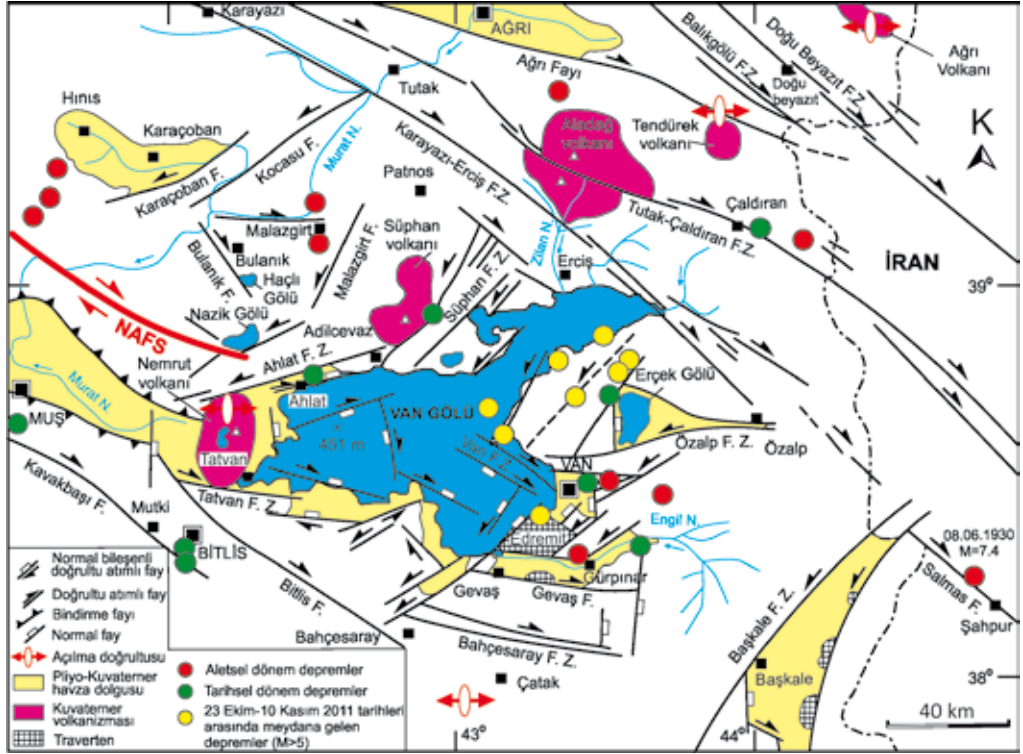 Karayazı
AĞRI
Ağrı Fayı
Balıkgölü F.Z.
Doğu Beyazıt F.Z.
Doğu
beyazıt
Ağrı
Volkanı
Tutak
Hınıs
Karaçoban
Karaçoban F.
Kocasu F.
Murat N.
Karayazı-Erciş F.Z.
Patnos
Aladağ
volkanı
Tendürek
volkanı
K
Malazgirt
Bulanık
Bulanık F.
Haçlı
Gölü
Malazgirt F.
Süphan
volkanı
Süphan F.Z.
Zilan N.
Erciş
Tutak-Çaldıran F.Z.
Çaldıran
İRAN
39°
NAFS
Nazik Gölü
Nemrut
volkanı
Adilcevaz
Ahlat F. Z.
Ahlat
Erçek Gölü
MUŞ
Murat N.
Tatvan
VAN GÖLÜ
451 m
Van F.Z.
VAN
Özalp F. Z.
Özalp
Kavakbaşı F.
Mutki
Tatvan F. Z.
BİTLİS
Bitlis F.
Edremit
Engil N.
Gürpınar
Gevaş
Gevaş F.
Bahçesaray
Bahçesaray F. Z.
Çatak
08.06.1930
M=7.4
Salmas F.
Şahpur
Başkale F.Z.
Başkale
38°
43°
44°
40 km
Normal bileşenli
doğrultu atımlı fay
Doğrultu atımlı fay
Bindirme fayı
Normal fay
Açılma doğrultusu
Pliyo-Kuvaterner
havza dolgusu
Kuvaterner
volkanizması
Traverten
Aletsel dönem depremler
Tarihsel dönem depremler
23 Ekim-10 Kasım 2011 tarihleri
arasında meydana gelen
depremler (M>5)